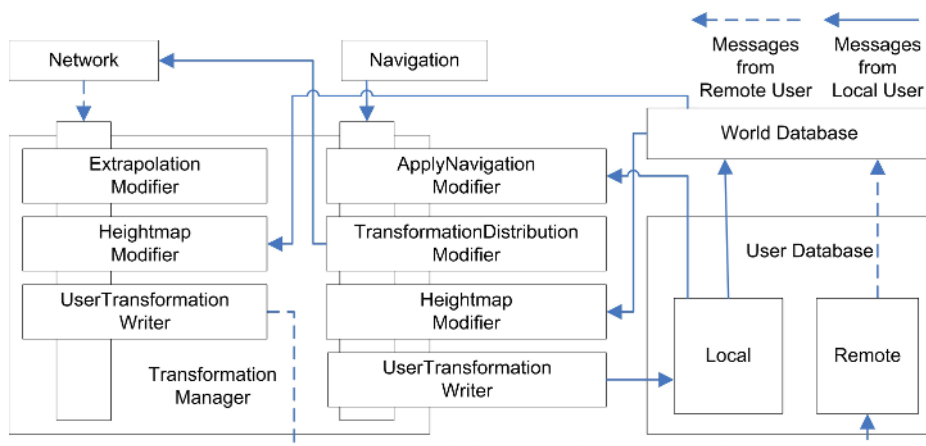 Network
Navigation
Messages
from
Remote User
Messages
from
Local User
World Database
Extrapolation
Modifier
ApplyNavigation
Modifier
Heightmap
Modifier
TransformationDistribution
Modifier
User Database
UserTransformation
Writer
Heightmap
Modifier
Transformation
Manager
UserTransformation
Writer
Local
Remote